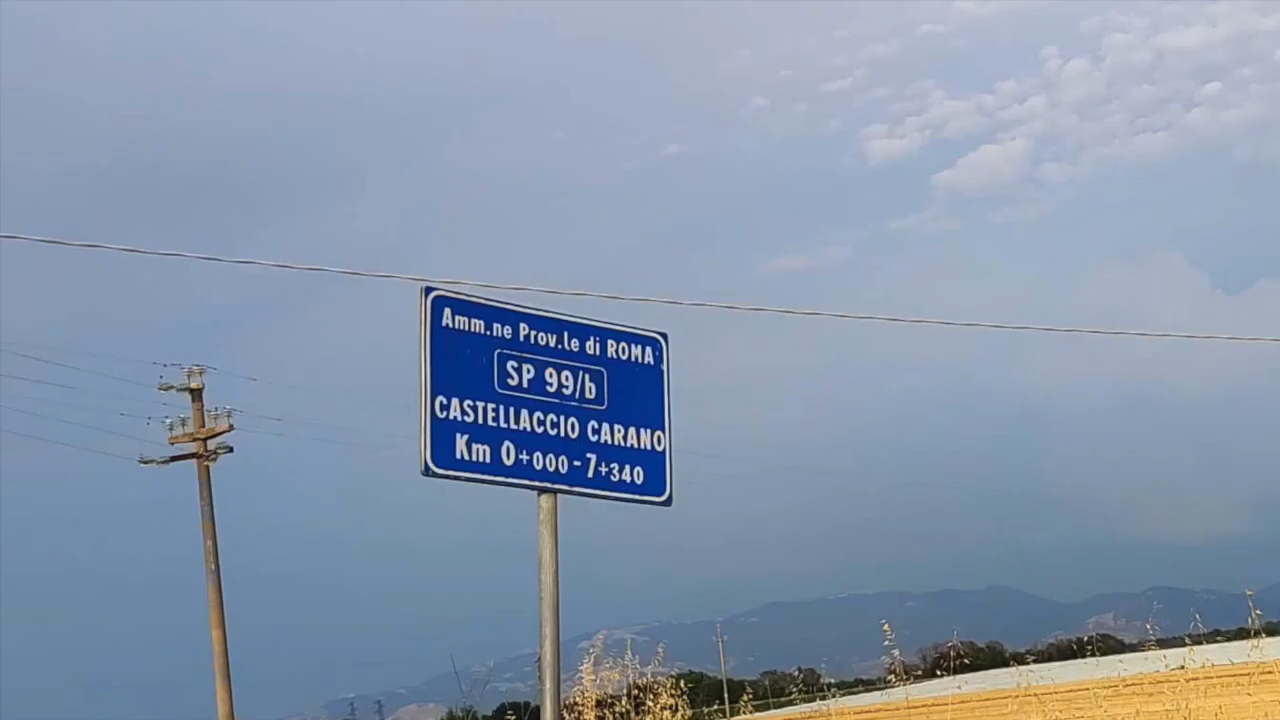 Amm.ne Prov.le di ROMA
SP 99/b
CASTELLACCIO CARANO
Km 0+000-7+340